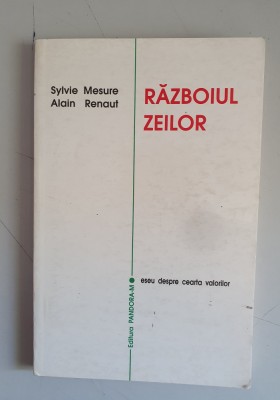 Sylvie Mesure
Alain Renaut
RĂZBOIUL
ZEILOR
eseu despre cearta valorilor
Editura PANDORA-M